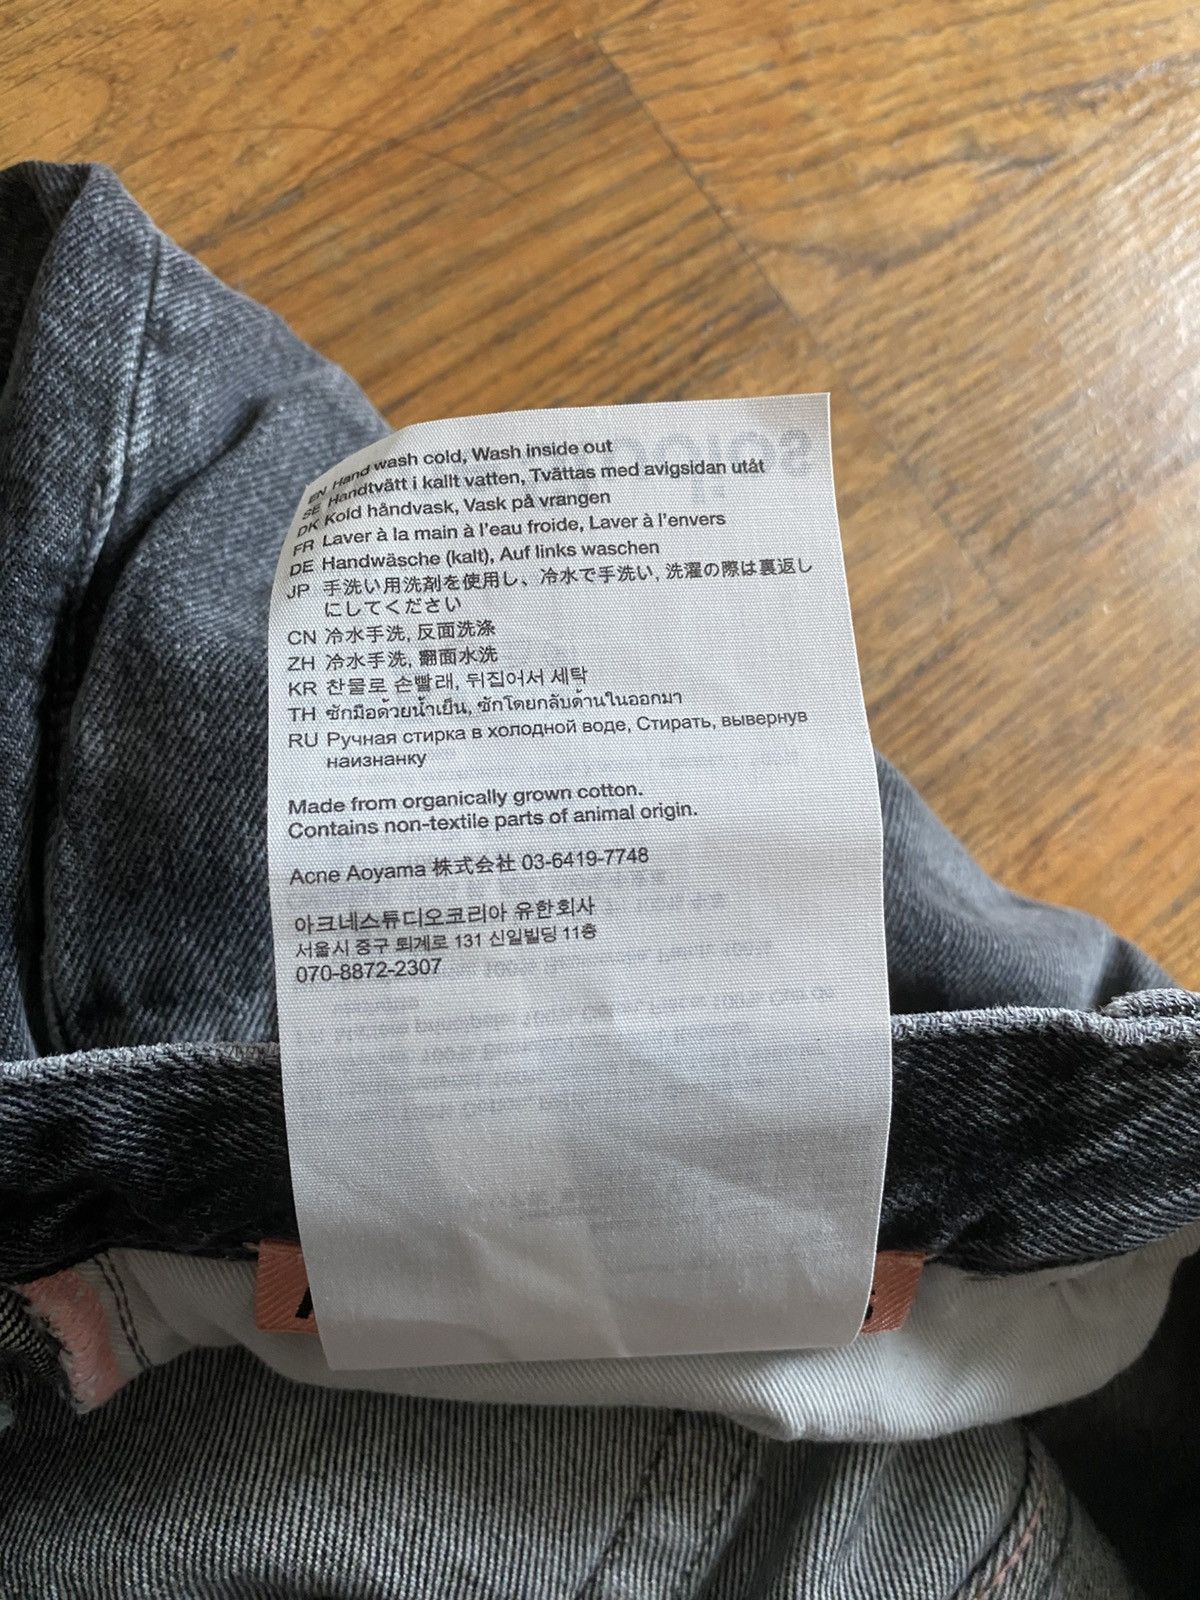 EN Hand wash cold, Wash inside out
SE Handtvätt i kallt vatten, Tvättas med avigsidan utåt
DK Kold håndvask, Vask på vrangen
FR Laver à la main à l'eau froide, Laver à l'envers
DE Handwäsche (kalt), Auf links waschen
JP 手洗い用洗剤を使用し、冷水で手洗い, 洗濯の際は裏返し
にしてください
CN 冷水手洗, 反面洗涤
ZH 冷水手洗, 翻面水洗
KR 찬물로 손빨래, 뒤집어서 세탁
TH ซักมือด้วยน้ำเย็น, ซักโดยกลับด้านในออกมา
RU Ручная стирка в холодной воде, Стирать, вывернув
наизнанку
Made from organically grown cotton.
Contains non-textile parts of animal origin.
Acne Aoyama 株式会社 03-6419-7748
아크네스튜디오코리아 유한회사
서울시 중구 퇴계로 131 신일빌딩 11층
070-8872-2307